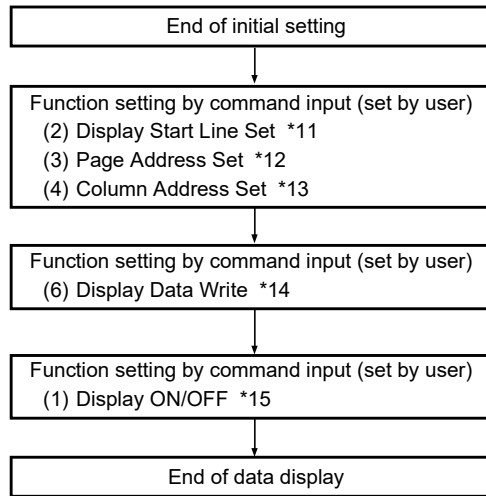 End of initial setting
Function setting by command input (set by user)
(2) Display Start Line Set *11
(3) Page Address Set *12
(4) Column Address Set *13
Function setting by command input (set by user)
(6) Display Data Write *14
Function setting by command input (set by user)
(1) Display ON/OFF *15
End of data display